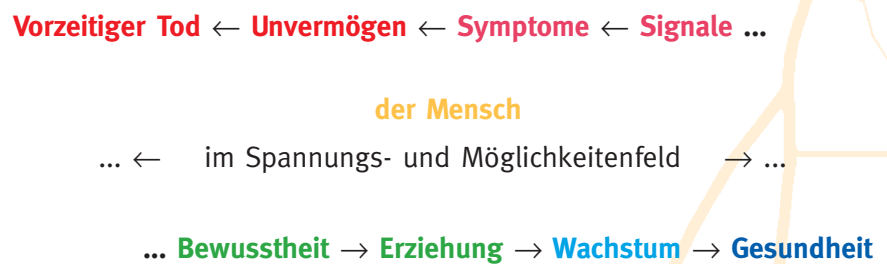 Vorzeitiger Tod ← Unvermögen ← Symptome ← Signale ...
der Mensch
... ← im Spannungs- und Möglichkeitenfeld → ...
... Bewusstheit → Erziehung → Wachstum → Gesundheit